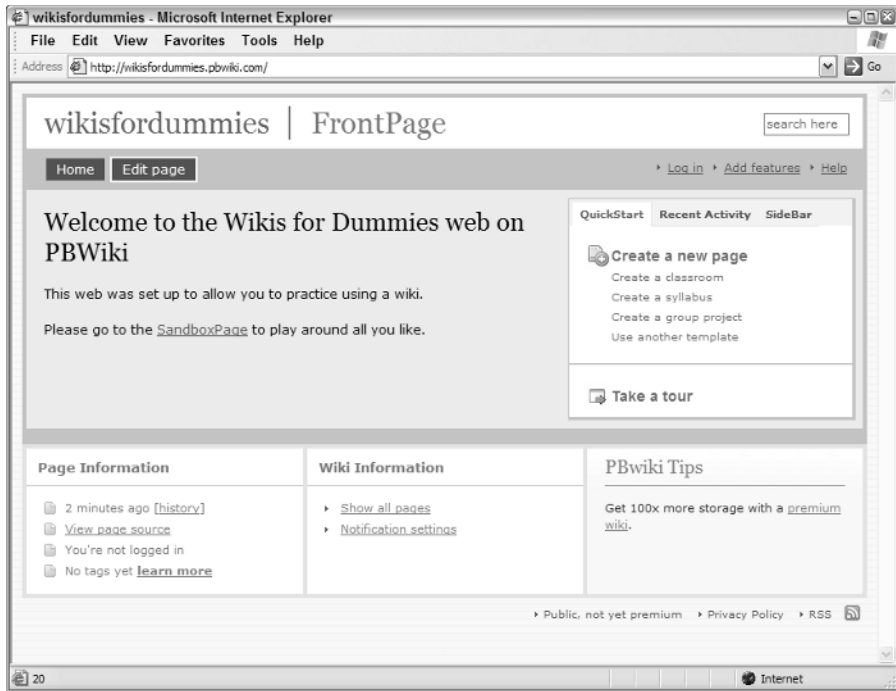 wikisfordummies - Microsoft Internet Explorer
File Edit View Favorites Tools Help
Address http://wikisfordummies.pbwiki.com/ Go
wikisfordummies | FrontPage
search here
Home Edit page
Log in Add features Help
Welcome to the Wikis for Dummies web on
PBWiki
This web was set up to allow you to practice using a wiki.
Please go to the SandboxPage to play around all you like.
QuickStart Recent Activity SideBar
Create a new page
Create a classroom
Create a syllabus
Create a group project
Use another template
Take a tour
Page Information
2 minutes ago [history]
View page source
You're not logged in
No tags yet learn more
Wiki Information
Show all pages
Notification settings
PBwiki Tips
Get 100x more storage with a premium
wiki.
Public, not yet premium Privacy Policy RSS
20 Internet